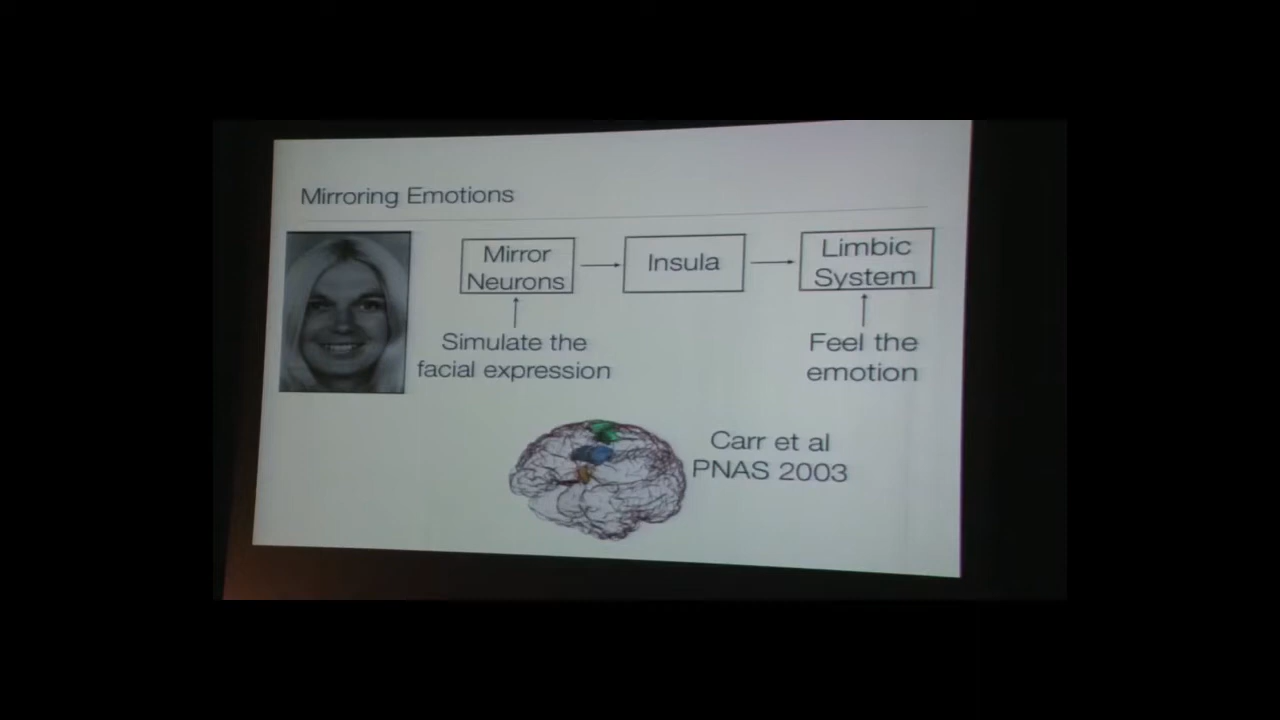 Mirroring Emotions
Mirror
Neurons
Insula
Limbic
System
Simulate the
facial expression
Feel the
emotion
Carr et al
PNAS 2003